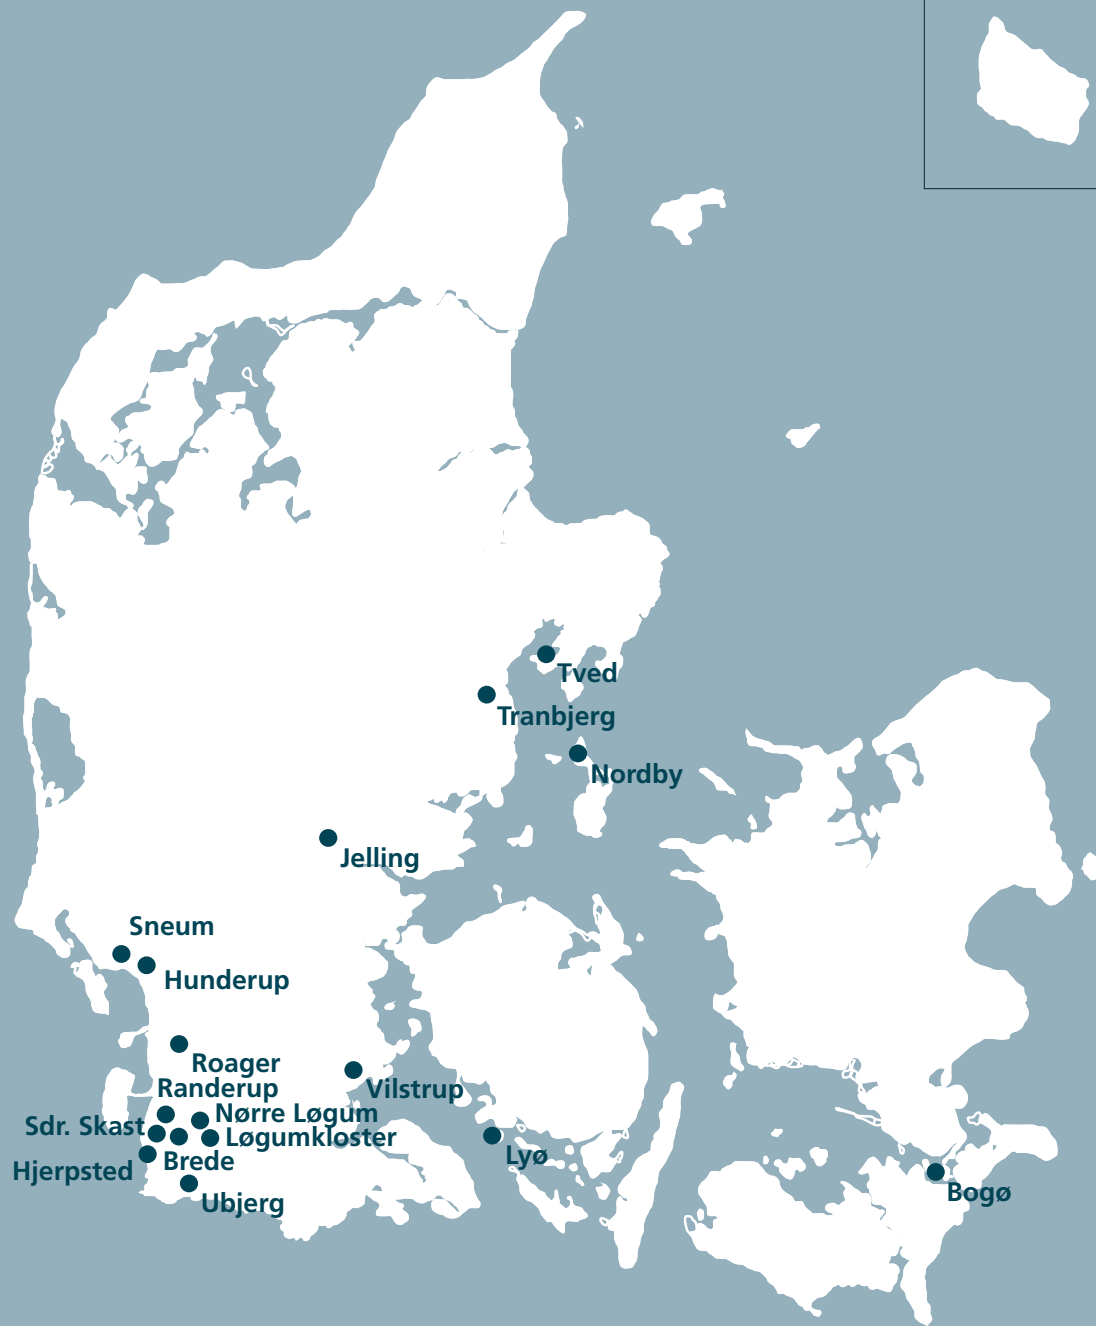 Tved
Tranbjerg
Nordby
Jelling
Sneum
Hunderup
Roager
Randerup
Vilstrup
Nørre Løgum
Sdr. Skast
Løgumkloster
Lyø
Brede
Hjerpsted
Bogø
Ubjerg